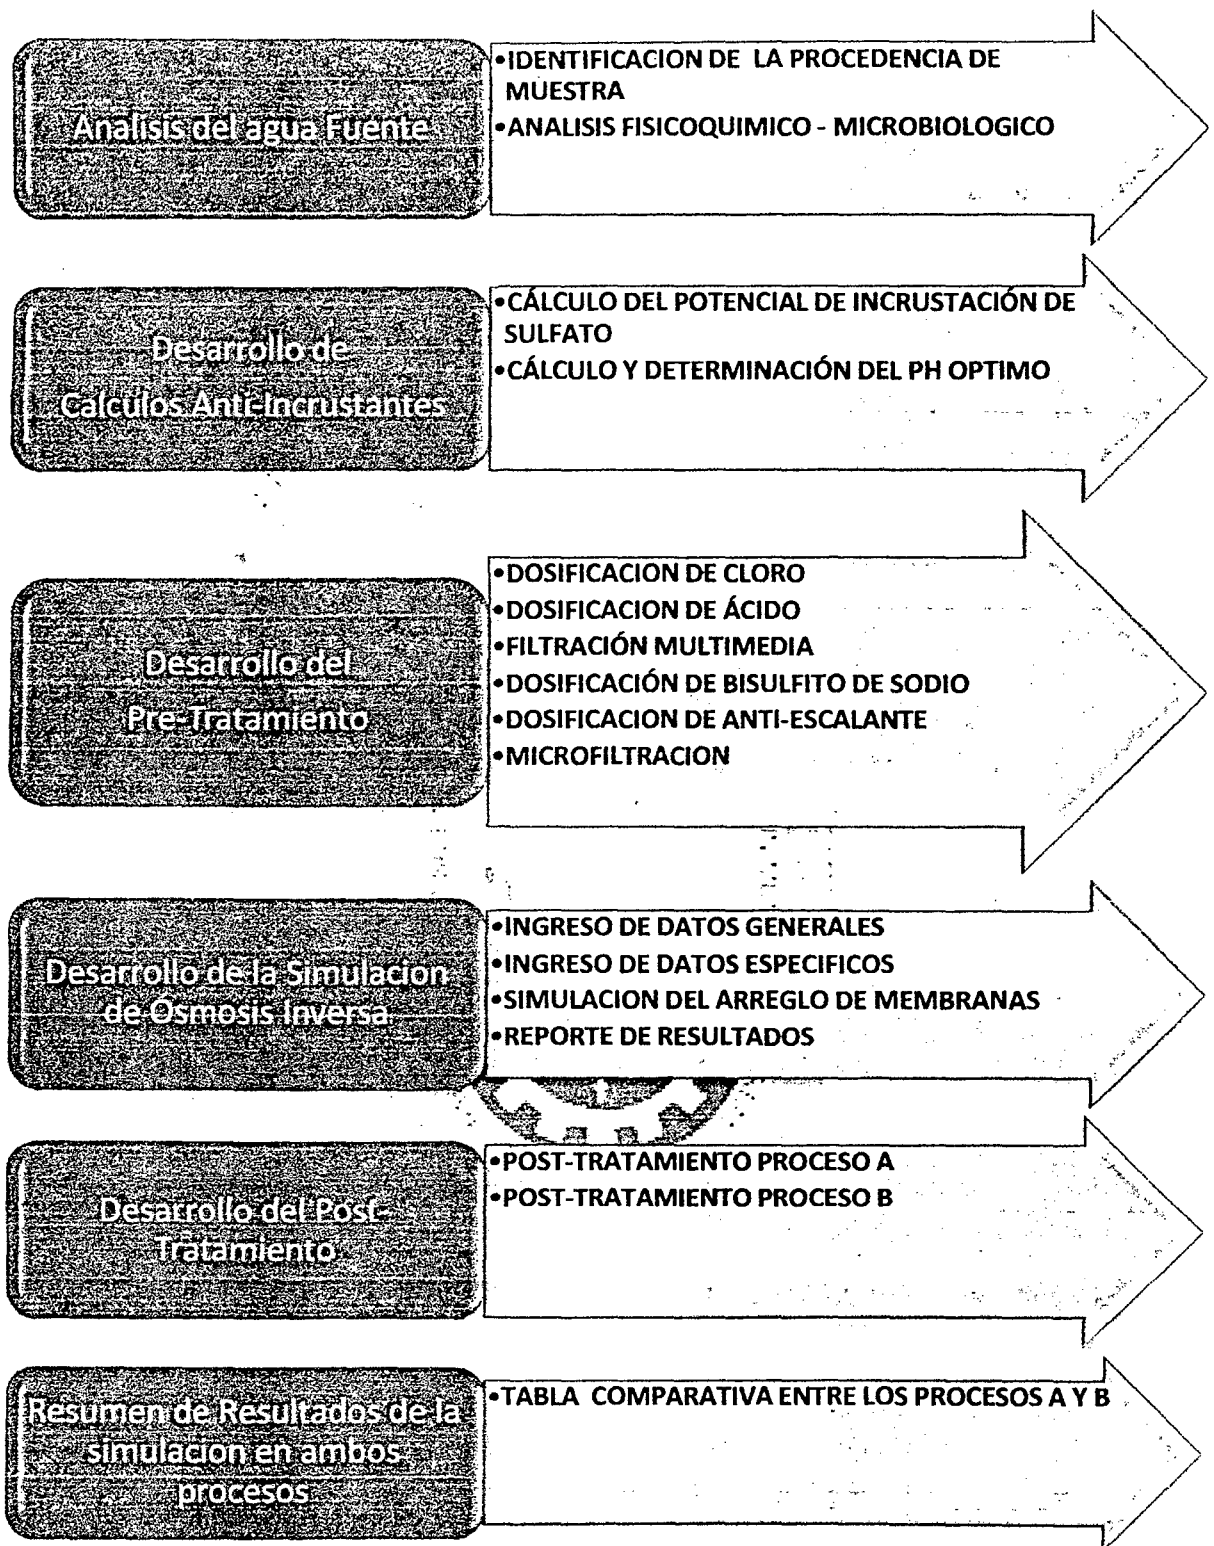 Analisis del agua Fuente
•IDENTIFICACION DE LA PROCEDENCIA DE
MUESTRA
•ANALISIS FISICOQUIMICO - MICROBIOLOGICO
Desarrollo de
Calculos Anti-Incrustantes
•CÁLCULO DEL POTENCIAL DE INCRUSTACIÓN DE
SULFATO
•CÁLCULO Y DETERMINACIÓN DEL PH OPTIMO
Desarrollo del
Pre-Tratamiento
•DOSIFICACION DE CLORO
•DOSIFICACION DE ÁCIDO
•FILTRACIÓN MULTIMEDIA
•DOSIFICACIÓN DE BISULFITO DE SODIO
•DOSIFICACION DE ANTI-ESCALANTE
•MICROFILTRACION
Desarrollo de la Simulacion
de Osmosis Inversa
•INGRESO DE DATOS GENERALES
•INGRESO DE DATOS ESPECIFICOS
•SIMULACION DEL ARREGLO DE MEMBRANAS
•REPORTE DE RESULTADOS
Desarrollo del Post-
Tratamiento
•POST-TRATAMIENTO PROCESO A
•POST-TRATAMIENTO PROCESO B
Resumen de Resultados de la
simulacion en ambos
procesos
•TABLA COMPARATIVA ENTRE LOS PROCESOS A Y B